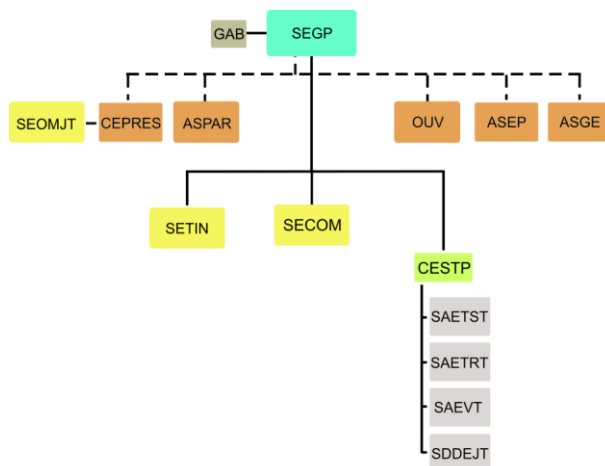 GAB
SEGP
SEOMJT
CEPRES
ASPAR
OUV
ASEP
ASGE
SETIN
SECOM
CESTP
SAETST
SAETRT
SAEVT
SDDEJT